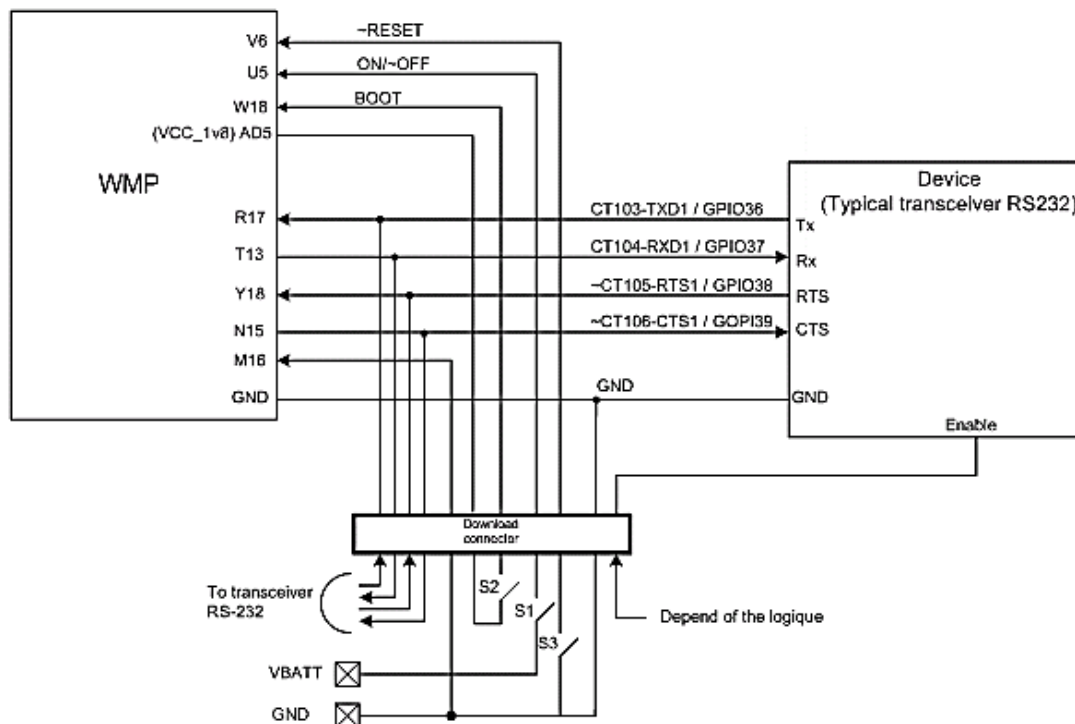 V6
~RESET
U5
ON/~OFF
W18
BOOT
(VCC_1v8) AD5
WMP
Device
(Typical transceiver RS232)
R17
CT103-TXD1 / GPIO36
Tx
T13
CT104-RXD1 / GPIO37
Rx
Y18
~CT105-RTS1 / GPIO38
RTS
N15
~CT106-CTS1 / GOPI39
CTS
M16
GND
GND
GND
Enable
Download
connector
To transceiver
RS-232
S2
S1
S3
Depend of the logique
VBATT
GND